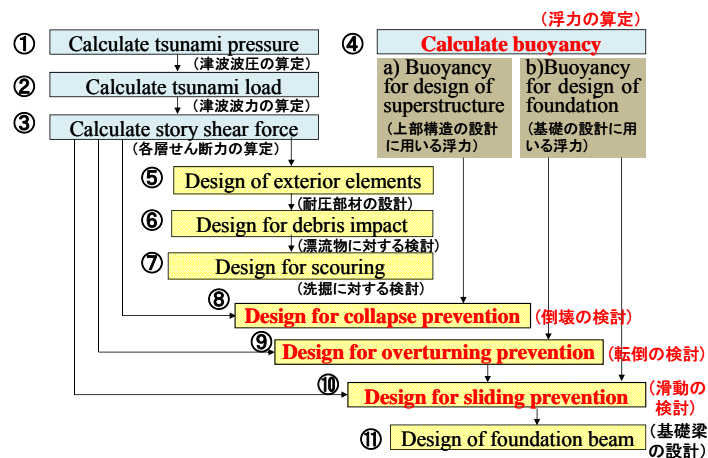 (浮力の算定)
① Calculate tsunami pressure
④ Calculate buoyancy
(津波波圧の算定)
② Calculate tsunami load
(津波波力の算定)
③ Calculate story shear force
(各層せん断力の算定)
a) Buoyancy
for design of
superstructure
(上部構造の設計
に用いる浮力)
b)Buoyancy
for design of
foundation
(基礎の設計に用
いる浮力)
⑤ Design of exterior elements
(耐圧部材の設計)
⑥ Design for debris impact
(漂流物に対する検討)
⑦ Design for scouring
(洗掘に対する検討)
⑧ Design for collapse prevention (倒壊の検討)
⑨ Design for overturning prevention (転倒の検討)
⑩ Design for sliding prevention (滑動の
検討)
⑪ Design of foundation beam (基礎梁
の設計)